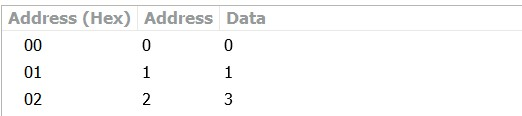 Address (Hex) Address Data
00 0 0
01 1 1
02 2 3